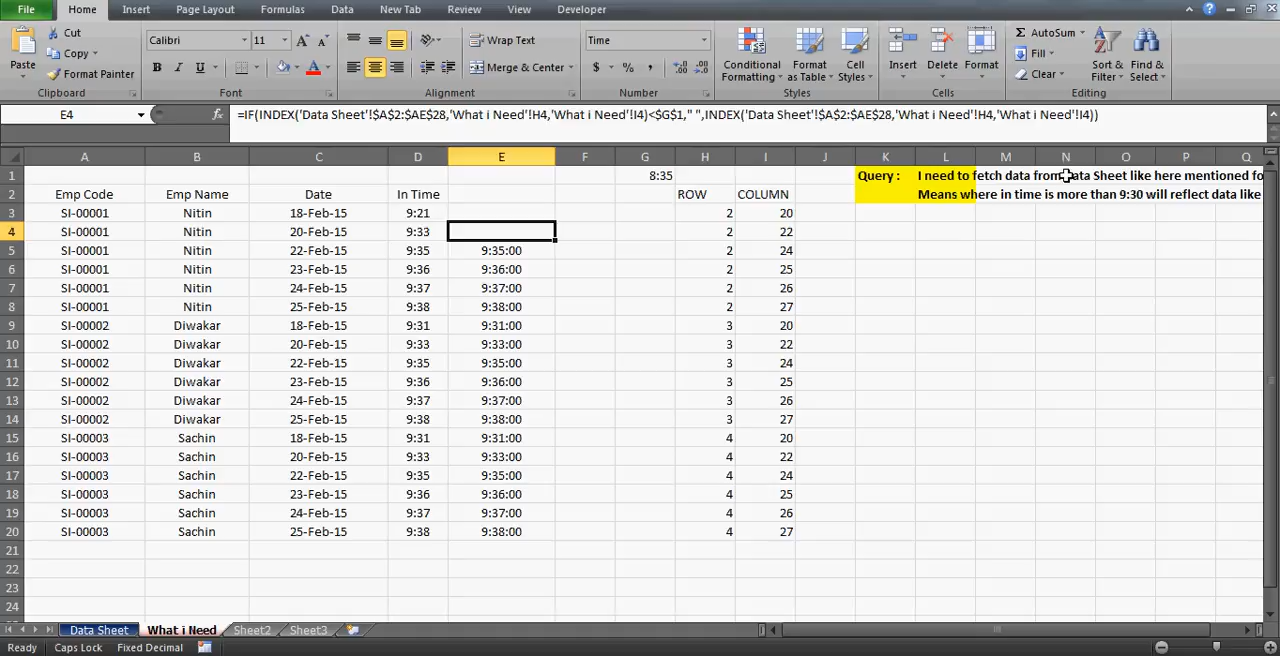 File Home Insert Page Layout Formulas Data New Tab Review View Developer
Cut Calibri 11 Wrap Text Time AutoSum
Copy Fill
Paste Format Painter Merge & Center Conditional Formatting Format as Table Cell Styles Insert Delete Format Clear Sort & Filter Find & Select
Clipboard Font Alignment Number Styles Cells Editing
E4 fx =IF(INDEX('Data Sheet'!$A$2:$AE$28,'What i Need'!H4,'What i Need'!I4)<$G$1," ",INDEX('Data Sheet'!$A$2:$AE$28,'What i Need'!H4,'What i Need'!I4))
A B C D E F G H I J K L M N O P Q
1 8:35 Query : I need to fetch data from Data Sheet like here mentioned fo
2 Emp Code Emp Name Date In Time ROW COLUMN Means where in time is more than 9:30 will reflect data like
3 SI-00001 Nitin 18-Feb-15 9:21 2 20
4 SI-00001 Nitin 20-Feb-15 9:33 2 22
5 SI-00001 Nitin 22-Feb-15 9:35 9:35:00 2 24
6 SI-00001 Nitin 23-Feb-15 9:36 9:36:00 2 25
7 SI-00001 Nitin 24-Feb-15 9:37 9:37:00 2 26
8 SI-00001 Nitin 25-Feb-15 9:38 9:38:00 2 27
9 SI-00002 Diwakar 18-Feb-15 9:31 9:31:00 3 20
10 SI-00002 Diwakar 20-Feb-15 9:33 9:33:00 3 22
11 SI-00002 Diwakar 22-Feb-15 9:35 9:35:00 3 24
12 SI-00002 Diwakar 23-Feb-15 9:36 9:36:00 3 25
13 SI-00002 Diwakar 24-Feb-15 9:37 9:37:00 3 26
14 SI-00002 Diwakar 25-Feb-15 9:38 9:38:00 3 27
15 SI-00003 Sachin 18-Feb-15 9:31 9:31:00 4 20
16 SI-00003 Sachin 20-Feb-15 9:33 9:33:00 4 22
17 SI-00003 Sachin 22-Feb-15 9:35 9:35:00 4 24
18 SI-00003 Sachin 23-Feb-15 9:36 9:36:00 4 25
19 SI-00003 Sachin 24-Feb-15 9:37 9:37:00 4 26
20 SI-00003 Sachin 25-Feb-15 9:38 9:38:00 4 27
21
22
23
24
Data Sheet What i Need Sheet2 Sheet3
Ready Caps Lock Fixed Decimal